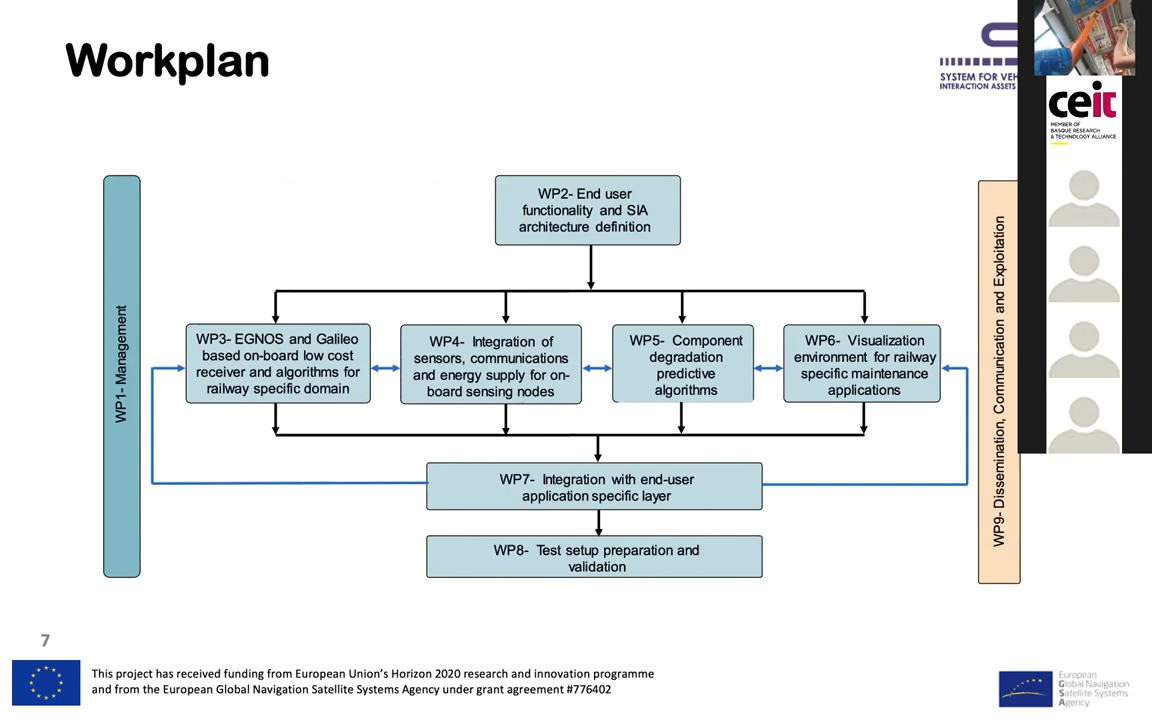 Workplan
SYSTEM FOR VEH
INTERACTION ASSETS
ceit
MEMBER OF
BASQUE RESEARCH
& TECHNOLOGY ALLIANCE
WP1- Management
WP2- End user
functionality and SIA
architecture definition
WP3- EGNOS and Galileo
based on-board low cost
receiver and algorithms for
railway specific domain
WP4- Integration of
sensors, communications
and energy supply for on-
board sensing nodes
WP5- Component
degradation
predictive
algorithms
WP6- Visualization
environment for railway
specific maintenance
applications
WP7- Integration with end-user
application specific layer
WP8- Test setup preparation and
validation
WP9- Dissemination, Communication and Exploitation
7
This project has received funding from European Union’s Horizon 2020 research and innovation programme
and from the European Global Navigation Satellite Systems Agency under grant agreement #776402
European
Global Navigation
Satellite Systems
Agency